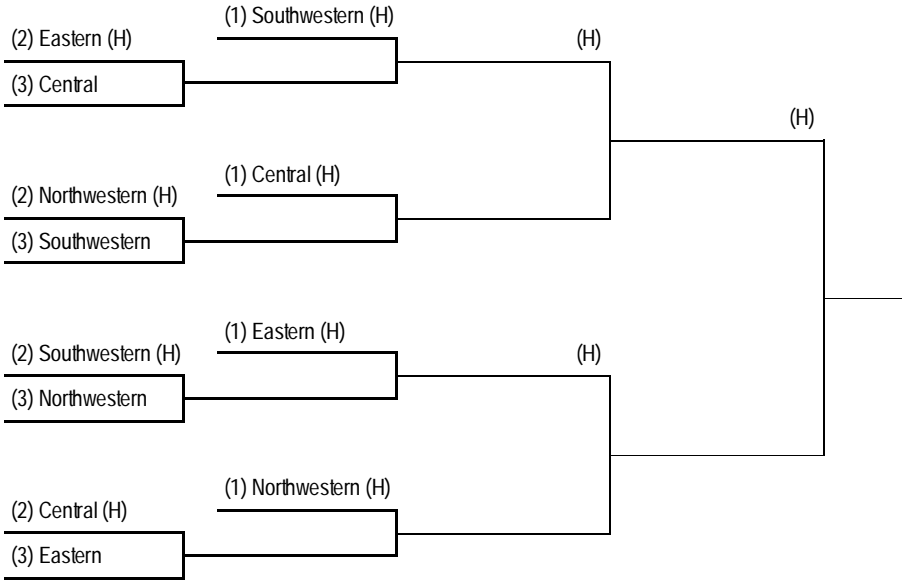 (1) Southwestern (H)
(2) Eastern (H)
(H)
(3) Central
(H)
(1) Central (H)
(2) Northwestern (H)
(3) Southwestern
(1) Eastern (H)
(2) Southwestern (H)
(H)
(3) Northwestern
(1) Northwestern (H)
(2) Central (H)
(3) Eastern